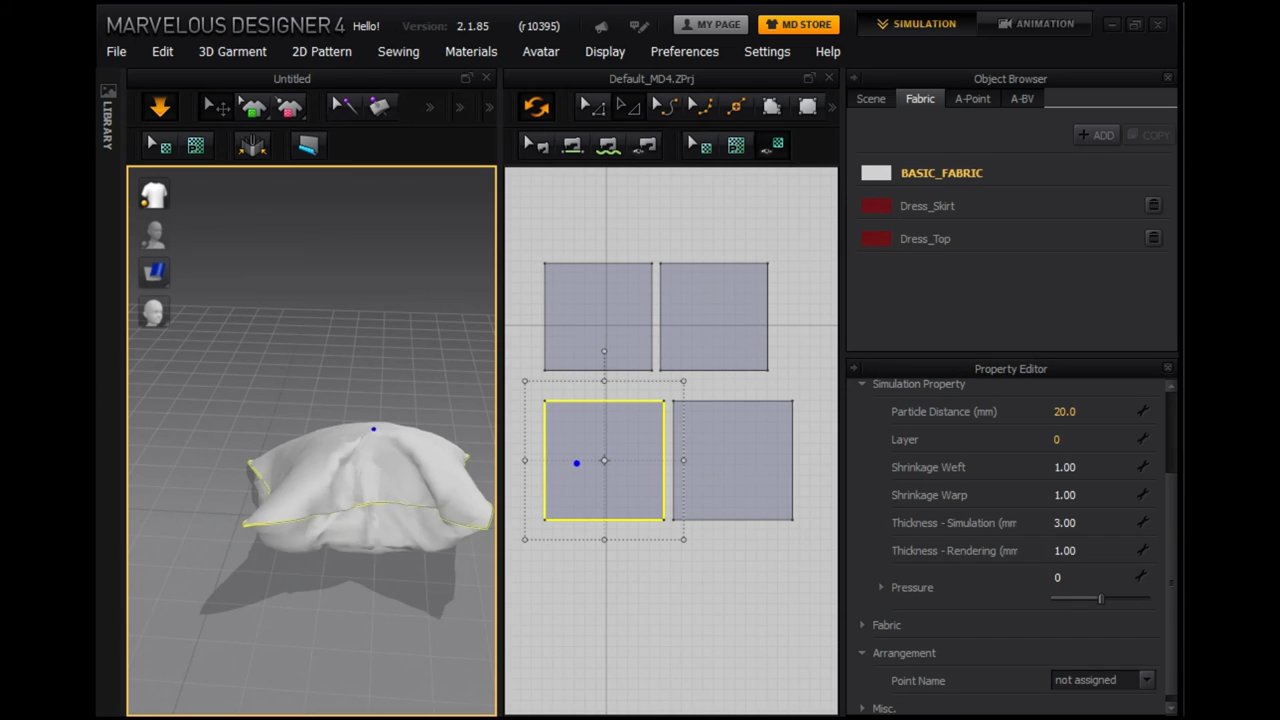 MARVELOUS DESIGNER 4 Hello! Version: 2.1.85 (r10395) MY PAGE MD STORE SIMULATION ANIMATION
File Edit 3D Garment 2D Pattern Sewing Materials Avatar Display Preferences Settings Help
LIBRARY
Untitled
Default_MD4.ZPrj
Object Browser
Scene Fabric A-Point A-BV
+ ADD COPY
BASIC_FABRIC
Dress_Skirt
Dress_Top
Property Editor
Simulation Property
Particle Distance (mm) 20.0
Layer 0
Shrinkage Weft 1.00
Shrinkage Warp 1.00
Thickness - Simulation (mm 3.00
Thickness - Rendering (mm 1.00
Pressure 0
Fabric
Arrangement
Point Name not assigned
Misc.